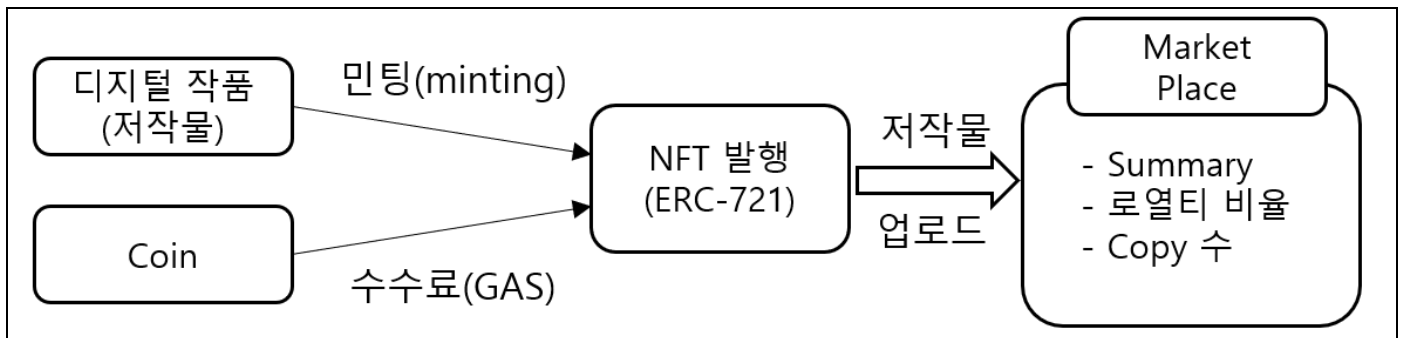 디지털 작품
(저작물)
민팅(minting)
Coin
수수료(GAS)
NFT 발행
(ERC-721)
저작물
업로드
Market
Place
- Summary
- 로열티 비율
- Copy 수